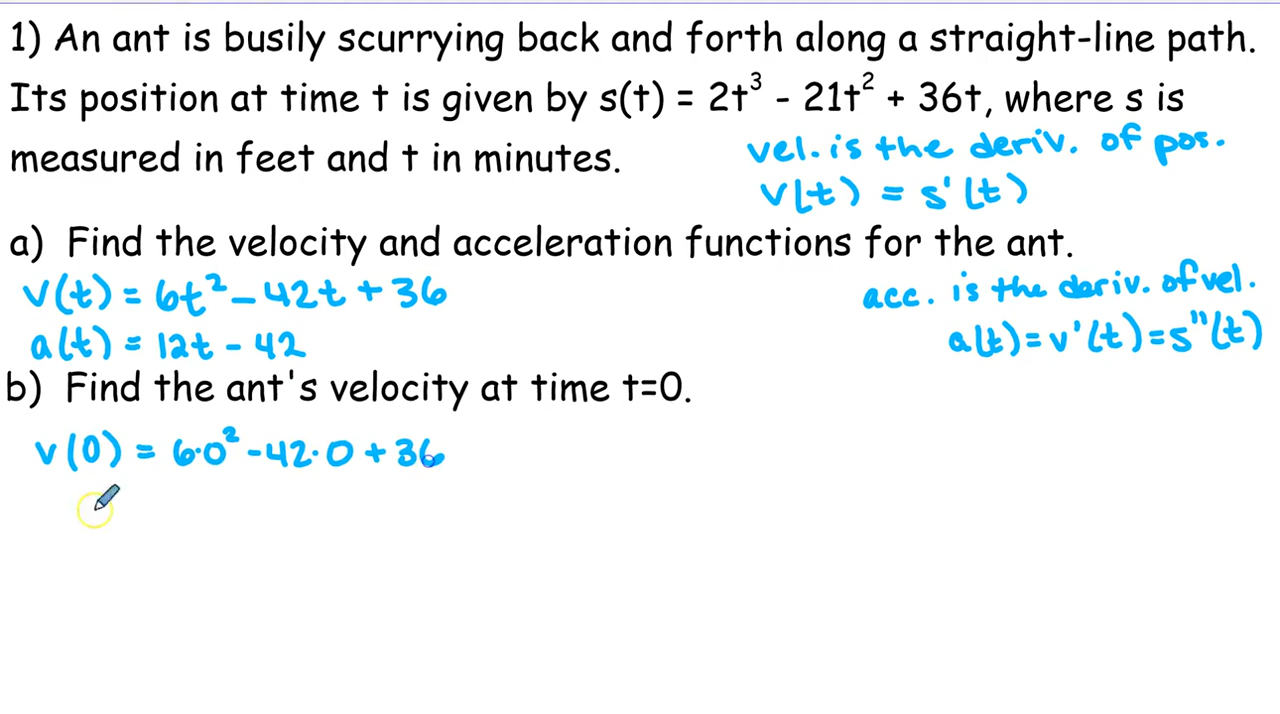 1) An ant is busily scurrying back and forth along a straight-line path.
Its position at time t is given by s(t) = 2t³ - 21t² + 36t, where s is
measured in feet and t in minutes.
vel. is the deriv. of pos.
v(t) = s'(t)
a) Find the velocity and acceleration functions for the ant.
v(t) = 6t² - 42t + 36
acc. is the deriv. of vel.
a(t) = 12t - 42
a(t) = v'(t) = s''(t)
b) Find the ant's velocity at time t=0.
v(0) = 6·0² - 42·0 + 36